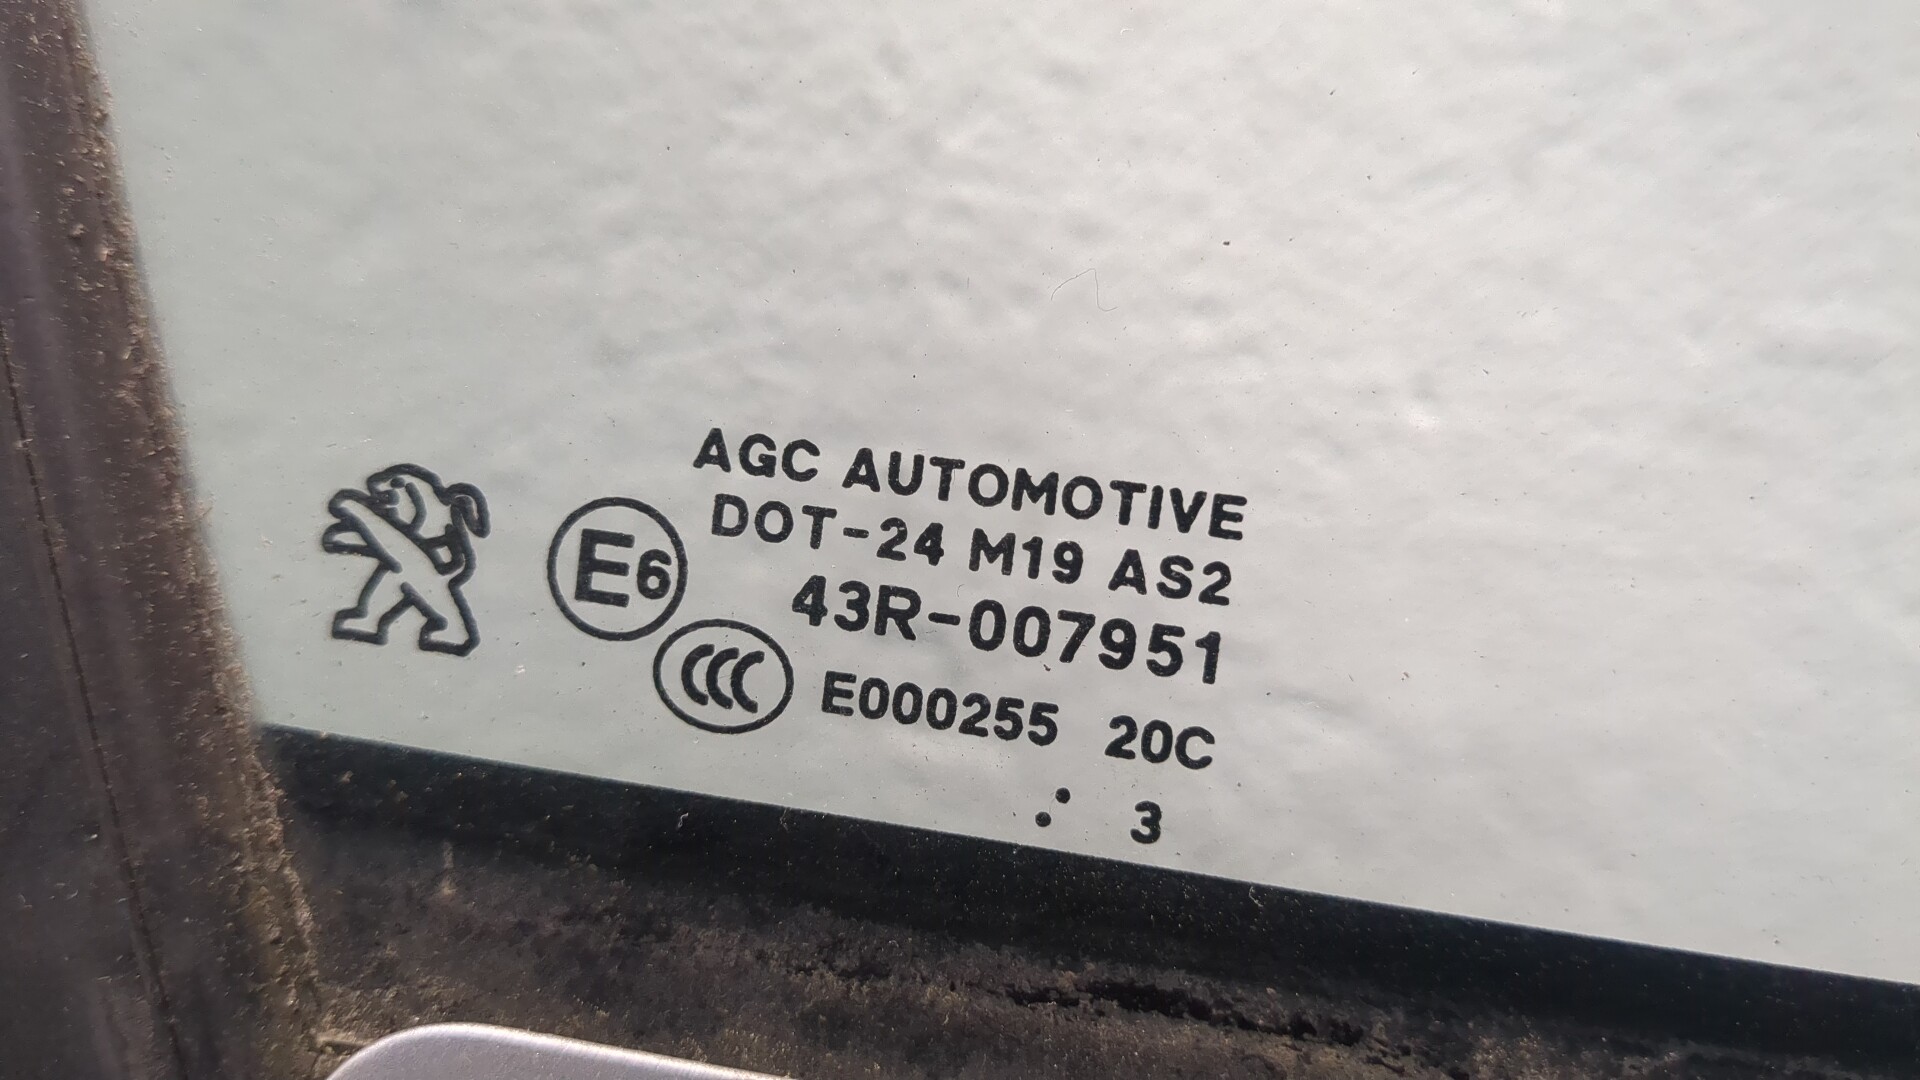 AGC AUTOMOTIVE
DOT-24 M19 AS2
E6 43R-007951
CCC E000255 20C
: 3